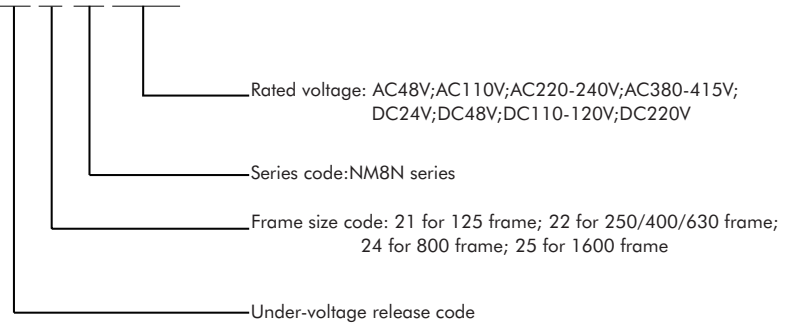 Rated voltage: AC48V;AC110V;AC220-240V;AC380-415V;
DC24V;DC48V;DC110-120V;DC220V
Series code:NM8N series
Frame size code: 21 for 125 frame; 22 for 250/400/630 frame;
24 for 800 frame; 25 for 1600 frame
Under-voltage release code